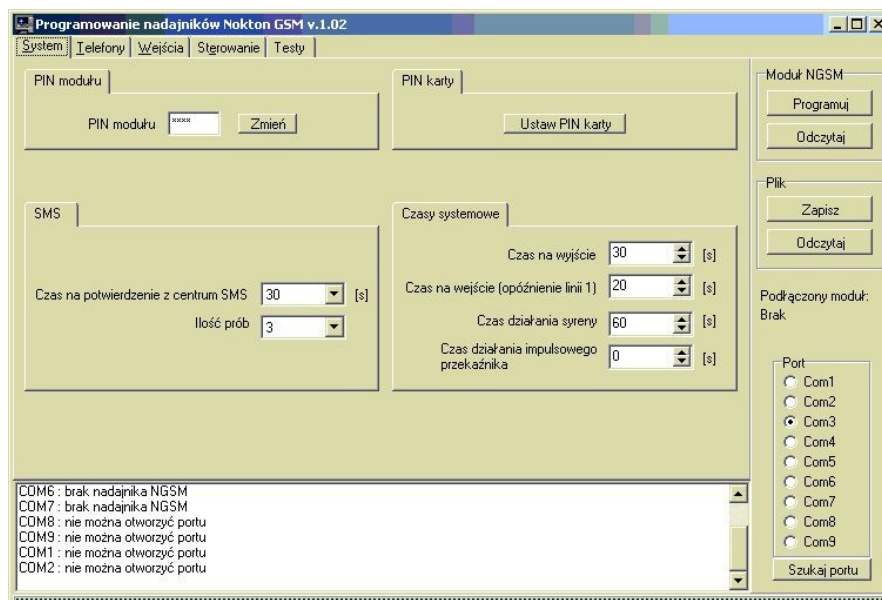 Programowanie nadajników Nokton GSM v.1.02
System Telefony Wejścia Sterowanie Testy
PIN modułu
PIN modułu **** Zmień
PIN karty
Ustaw PIN karty
SMS
Czas na potwierdzenie z centrum SMS 30 [s]
Ilość prób 3
Czasy systemowe
Czas na wyjście 30 [s]
Czas na wejście (opóźnienie linii 1) 20 [s]
Czas działania syreny 60 [s]
Czas działania impulsowego
przekaźnika 0 [s]
Moduł NGSM
Programuj
Odczytaj
Plik
Zapisz
Odczytaj
Podłączony moduł:
Brak
Port
Com1
Com2
Com3
Com4
Com5
Com6
Com7
Com8
Com9
Szukaj portu
COM6 : brak nadajnika NGSM
COM7 : brak nadajnika NGSM
COM8 : nie można otworzyć portu
COM9 : nie można otworzyć portu
COM1 : nie można otworzyć portu
COM2 : nie można otworzyć portu